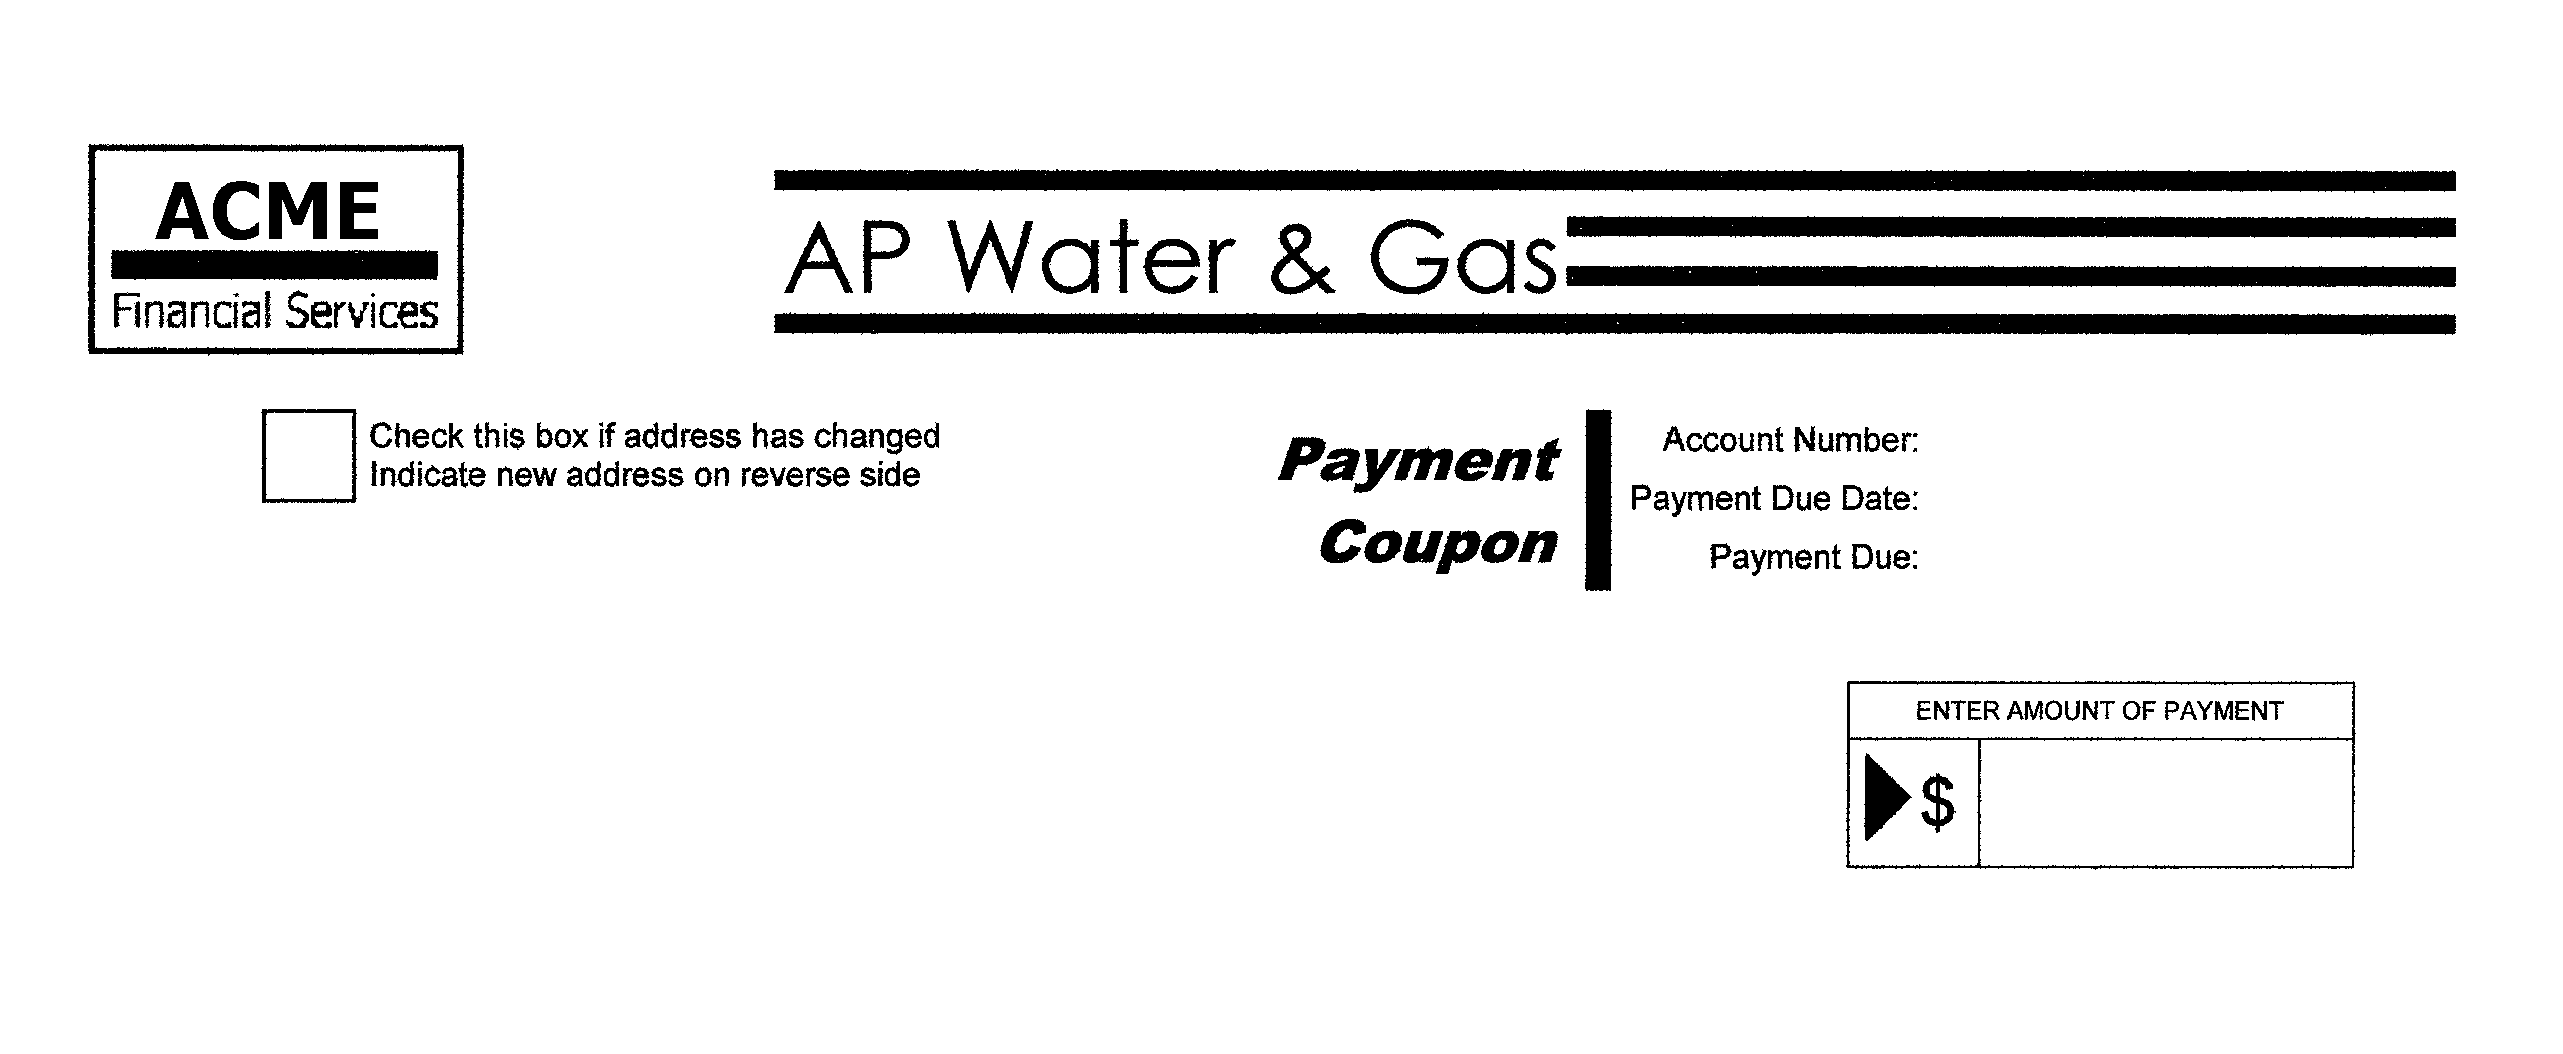 ACME
Financial Services
AP Water & Gas
Check this box if address has changed
Indicate new address on reverse side
Payment
Coupon
Account Number:
Payment Due Date:
Payment Due:
ENTER AMOUNT OF PAYMENT
$